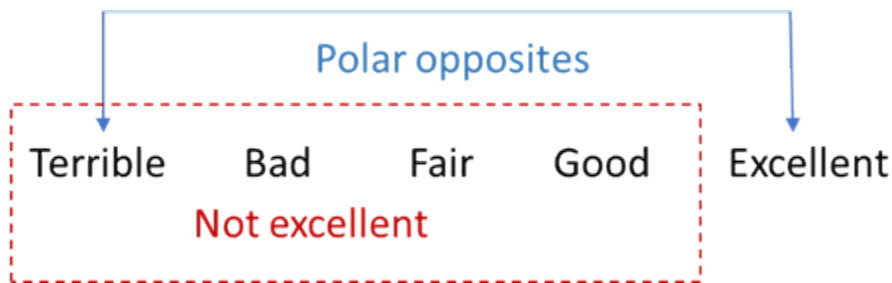 Polar opposites
Terrible Bad Fair Good Excellent
Not excellent